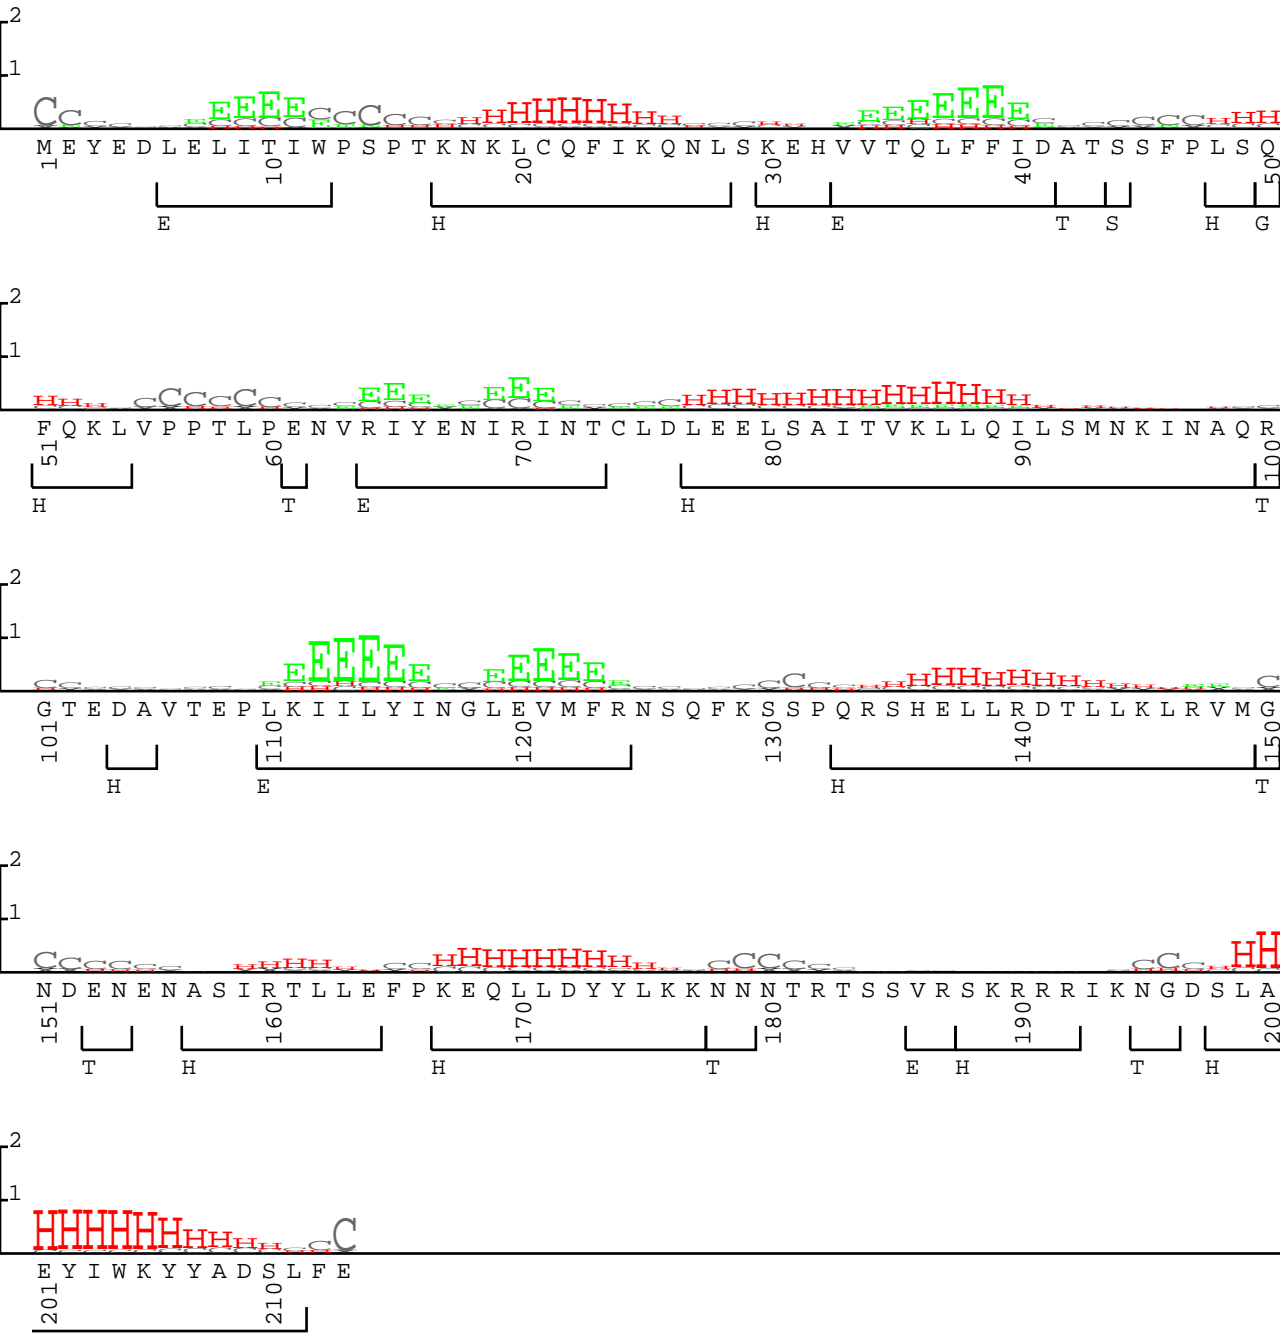 2
1
C C E E E E C C C C C H H H H H H H H H E E E E E E E C C C H H H
M E Y E D L E L I T I W P S P T K N K L C Q F I K Q N L S K E H V V T Q L F F I D A T S S F P L S Q
1 10 20 30 40 50
E H H E T S H G
2
1
H H C C C C C C E E E E E E H H H H H H H H H H H H H H
F Q K L V P P T L P E N V R I Y E N I R I N T C L D L E E L S A I T V K L L Q I L S M N K I N A Q R
51 60 70 80 90 100
H T E H T
2
1
E E E E E E E E E E E C C C H H H H H H H C
G T E D A V T E P L K I I L Y I N G L E V M F R N S Q F K S S P Q R S H E L L R D T L L K L R V M G
101 110 120 130 140 150
H E H T
2
1
C C C C H H H H H H H H H H H C C C C C C H H
N D E N E N A S I R T L L E F P K E Q L L D Y Y L K K N N N T R T S S V R S K R R R I K N G D S L A
151 160 170 180 190 200
T H H T E H T H
2
1
H H H H H H H H H H C C
E Y I W K Y Y A D S L F E
201 210